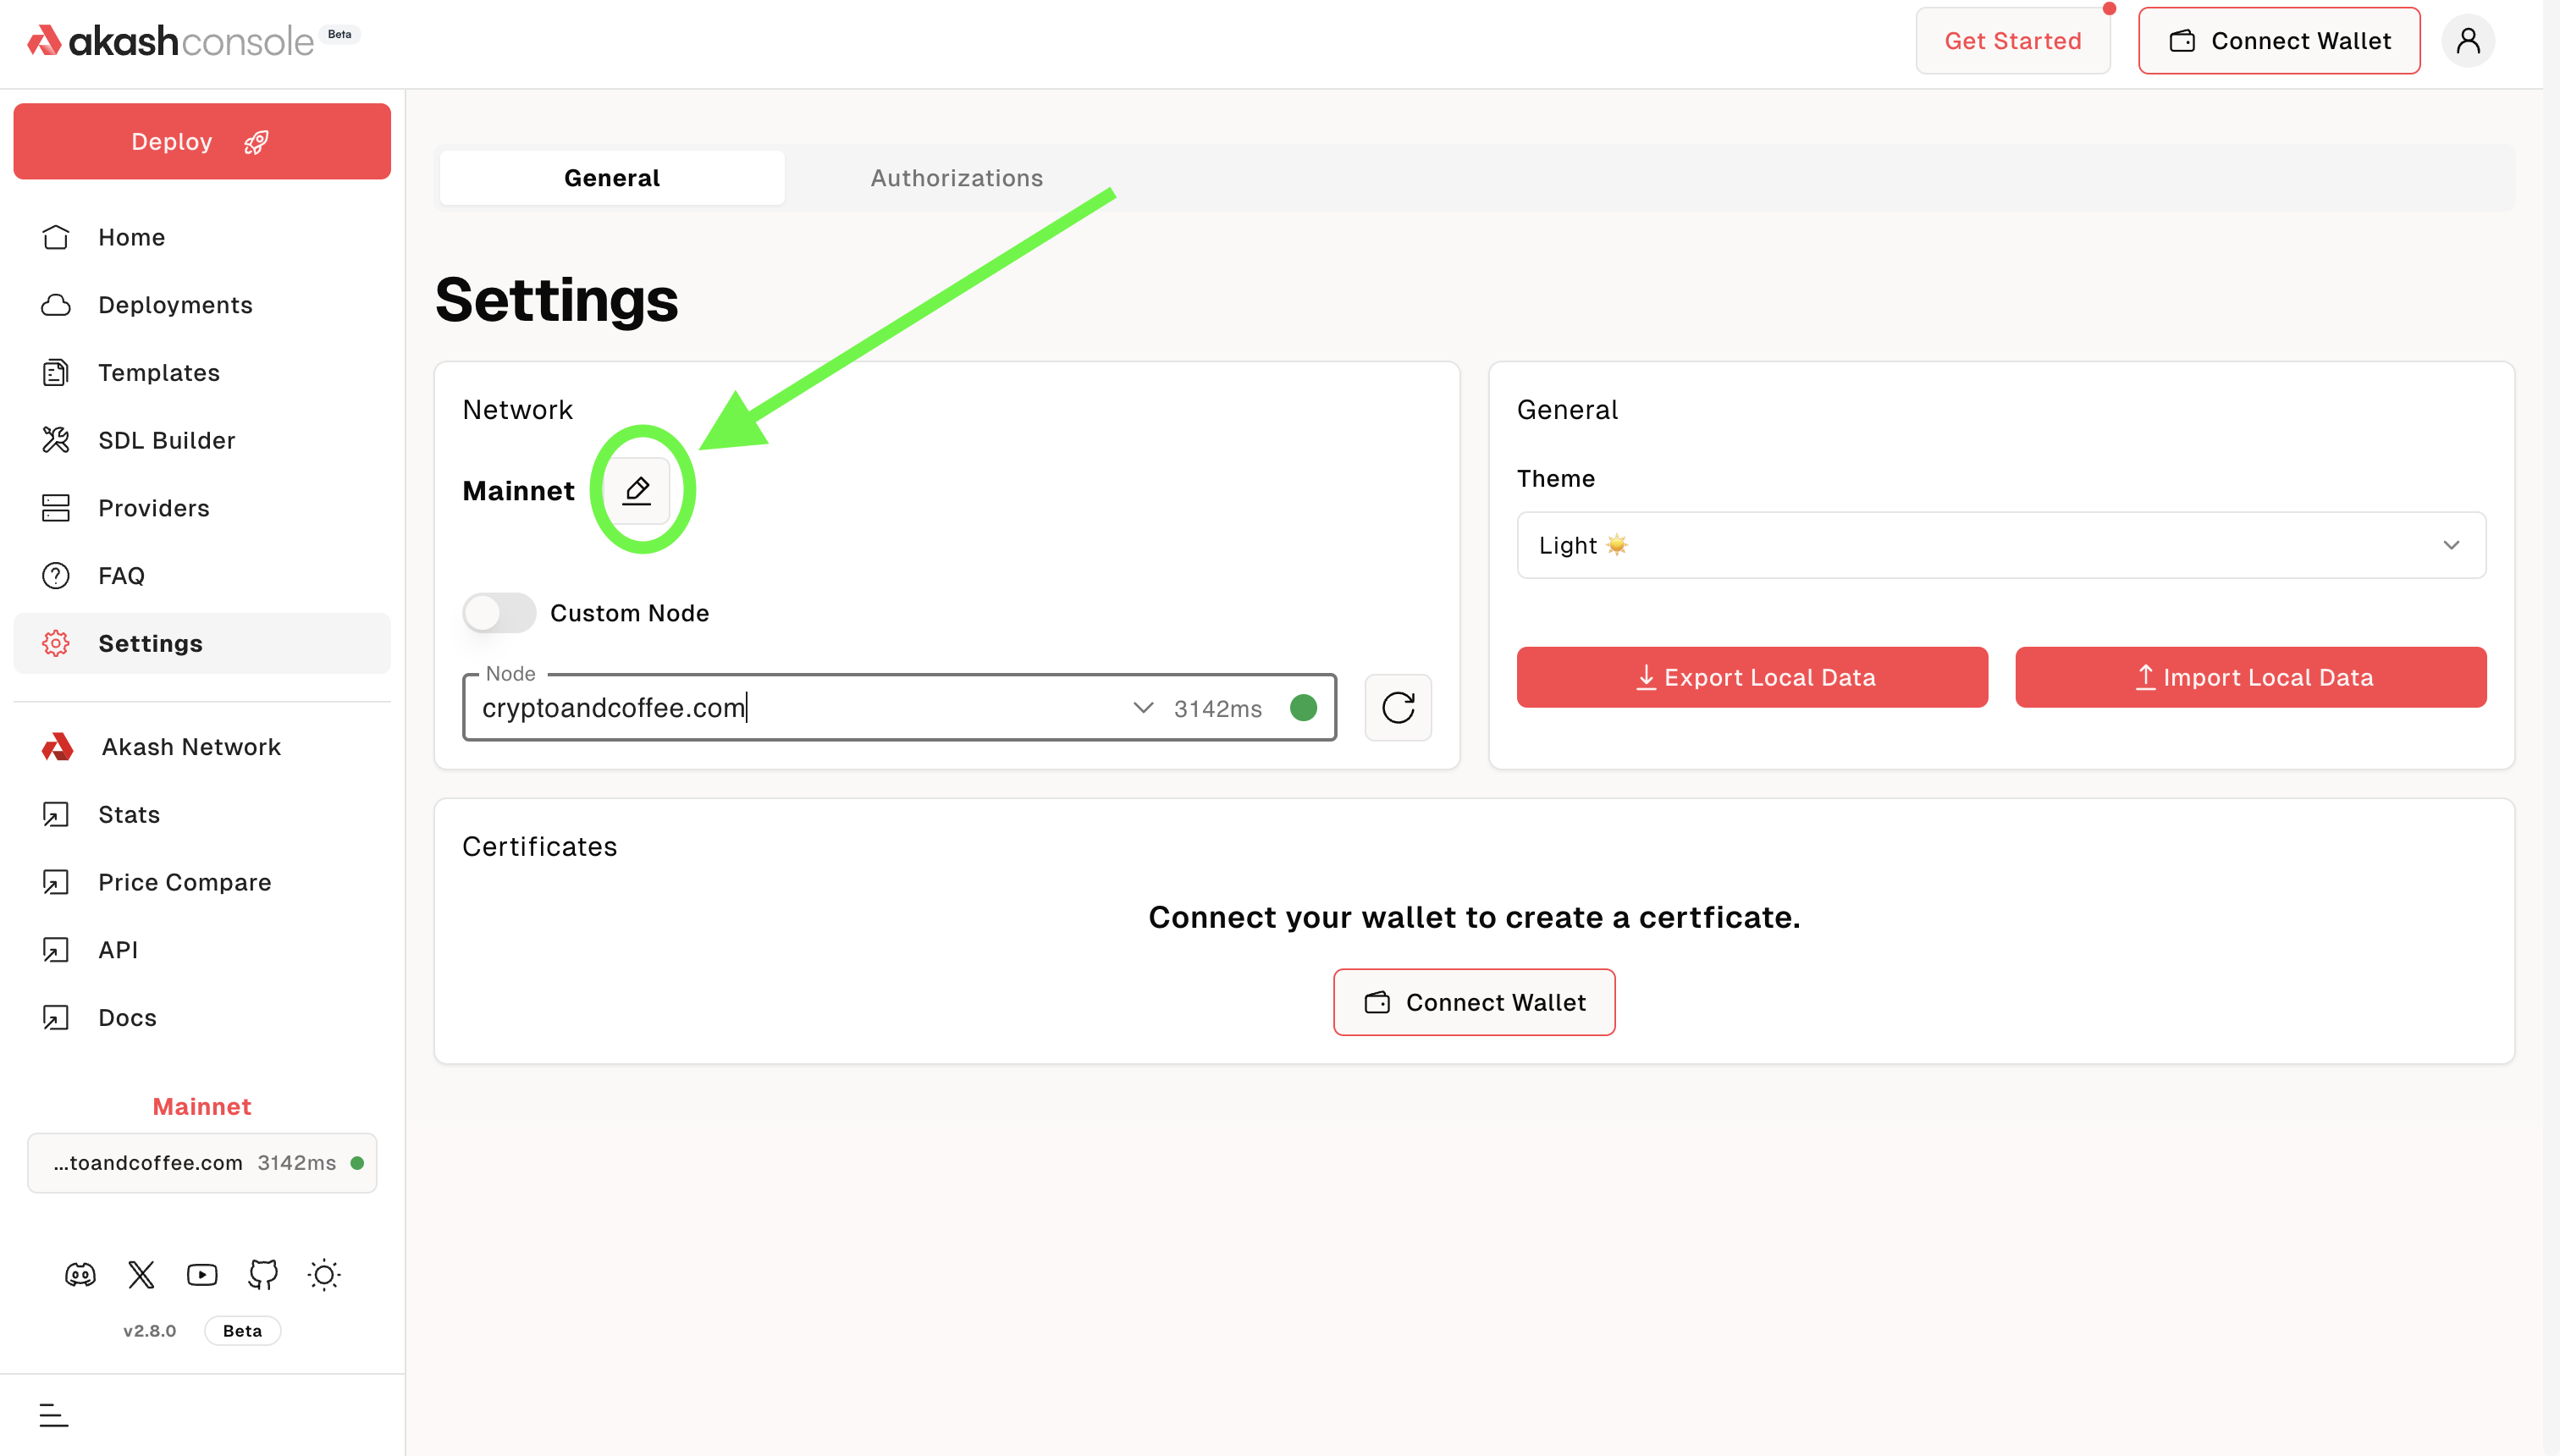 akashconsole Beta
Get Started
Connect Wallet
Deploy
Home
Deployments
Templates
SDL Builder
Providers
FAQ
Settings
Akash Network
Stats
Price Compare
API
Docs
Mainnet
...toandcoffee.com 3142ms
v2.8.0 Beta
General Authorizations
Settings
Network
Mainnet
Custom Node
Node
cryptoandcoffee.com 3142ms
General
Theme
Light
Export Local Data
Import Local Data
Certificates
Connect your wallet to create a certficate.
Connect Wallet